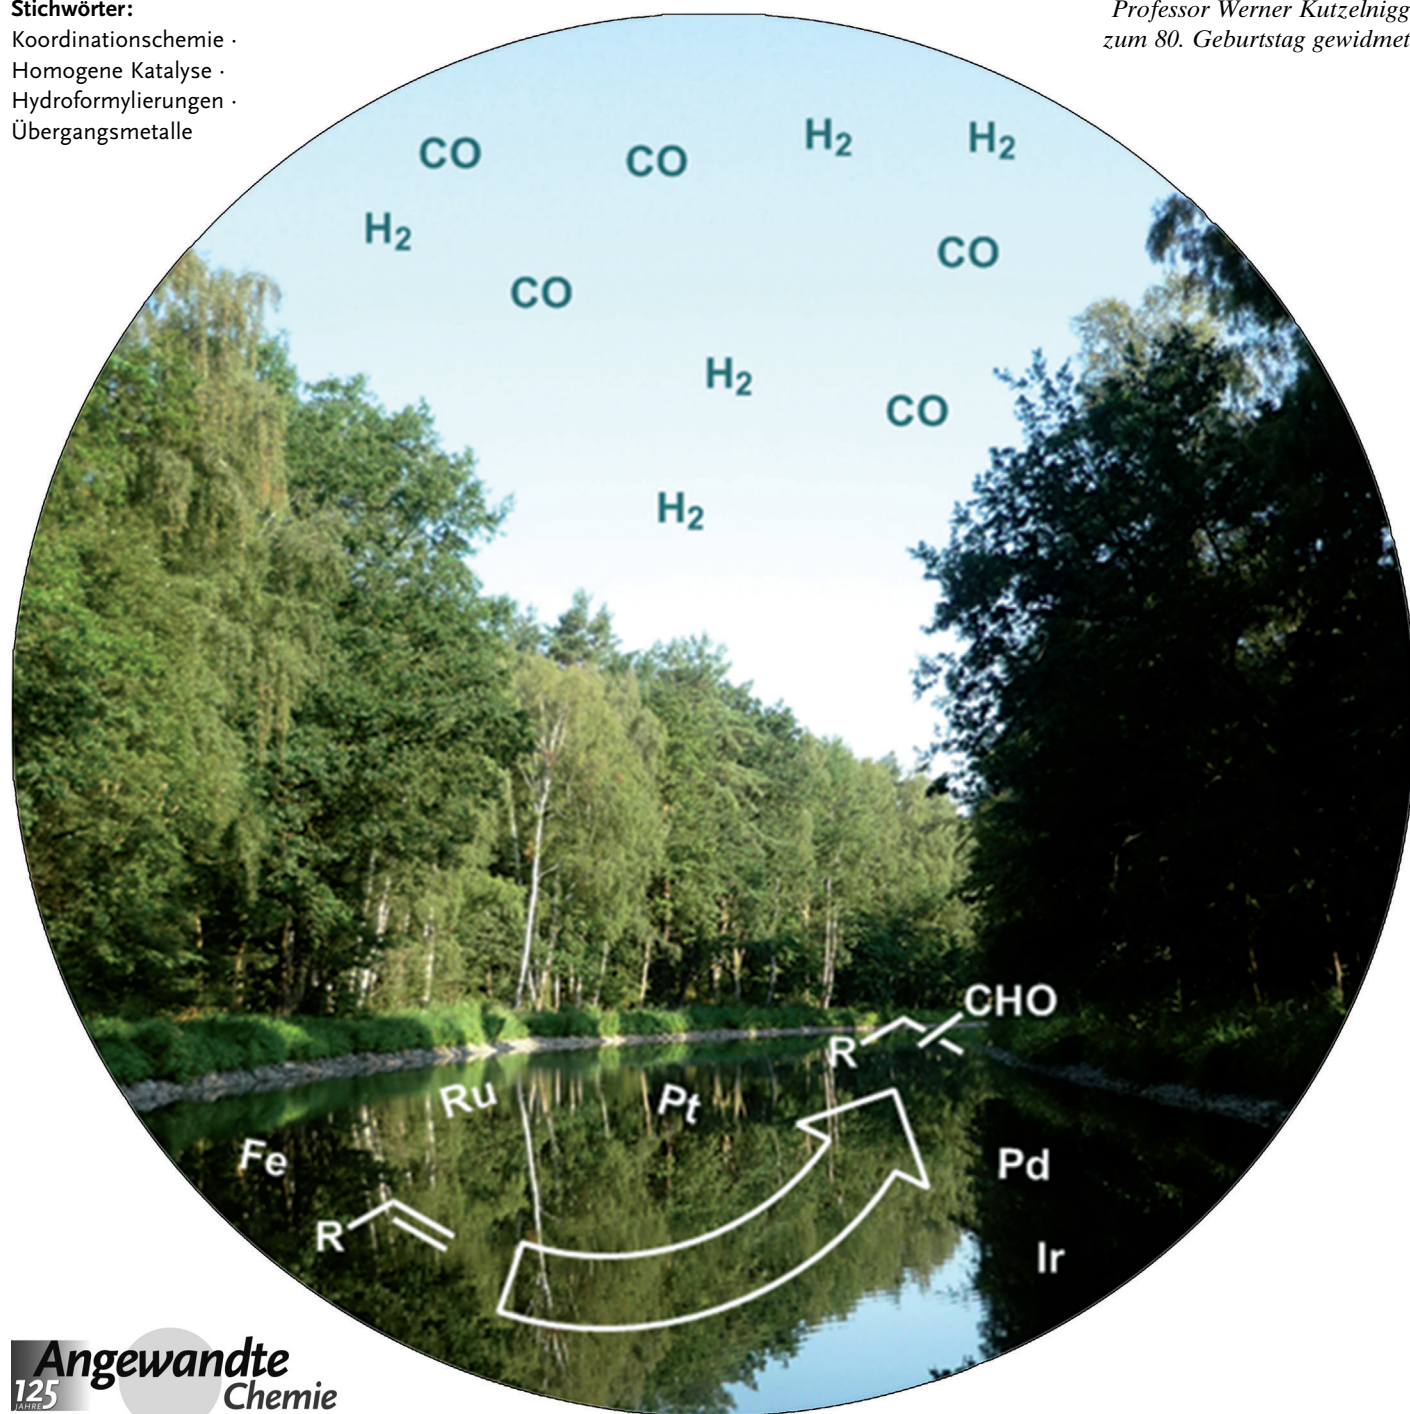 Stichwörter:
Koordinationschemie ·
Homogene Katalyse ·
Hydroformylierungen ·
Übergangsmetalle
Professor Werner Kutzelnigg
zum 80. Geburtstag gewidmet
CO
CO
H₂
H₂
H₂
CO
CO
H₂
CO
H₂
CHO
R
Ru
Pt
Fe
Pd
R
Ir
Angewandte
125
JAHRE
Chemie